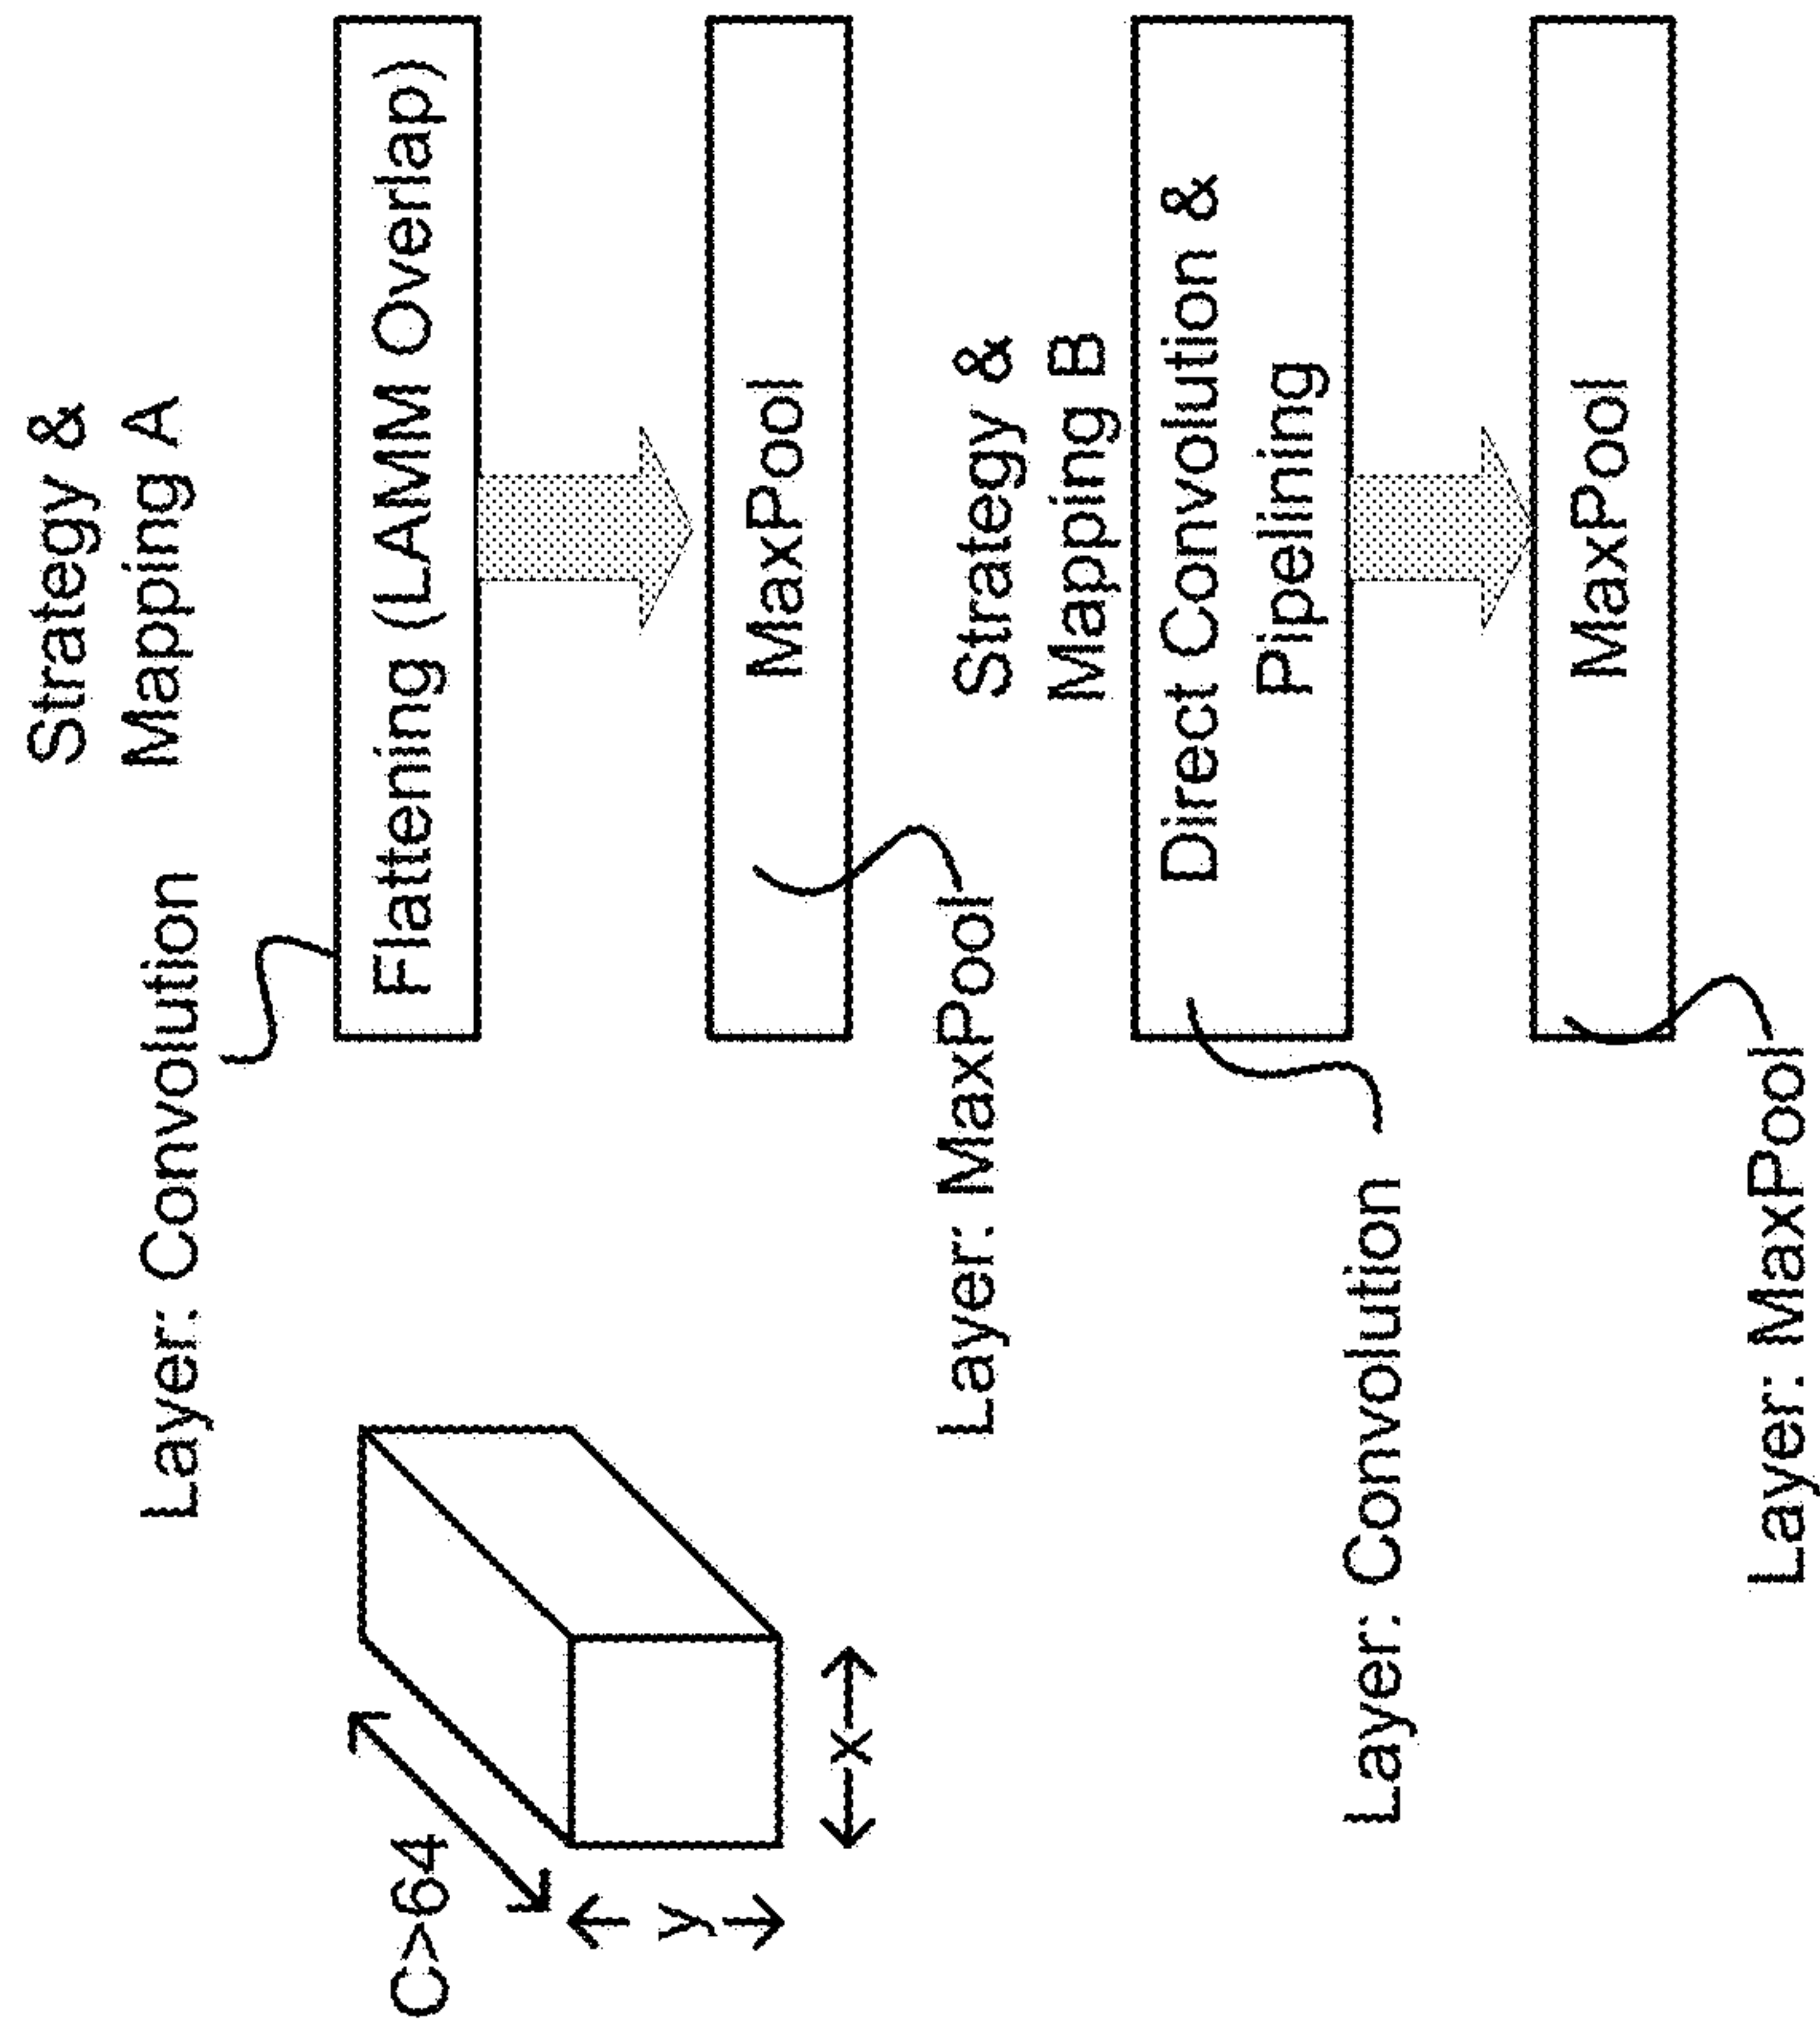 Strategy &
Mapping A
Layer: Convolution
Flattening (LAMM Overlap)
C>64
y
x
MaxPool
Layer: MaxPool
Strategy &
Mapping B
Direct Convolution &
Pipelining
Layer: Convolution
MaxPool
Layer: MaxPool